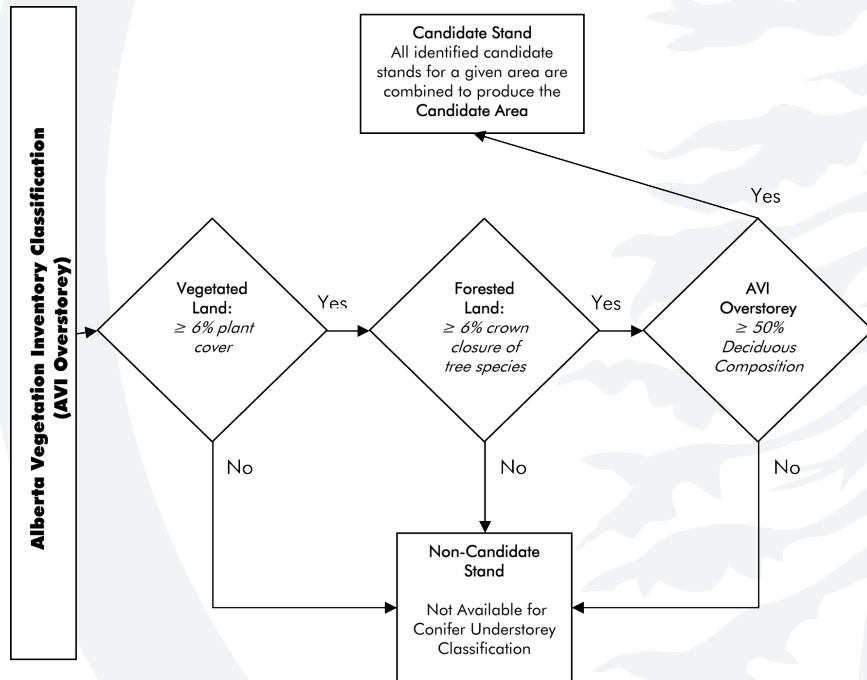 Alberta Vegetation Inventory Classification
(AVI Overstorey)
Candidate Stand
All identified candidate
stands for a given area are
combined to produce the
Candidate Area
Vegetated
Land:
≥ 6% plant
cover
Yes
No
Forested
Land:
≥ 6% crown
closure of
tree species
Yes
No
AVI
Overstorey
≥ 50%
Deciduous
Composition
Yes
No
Non-Candidate
Stand
Not Available for
Conifer Understorey
Classification